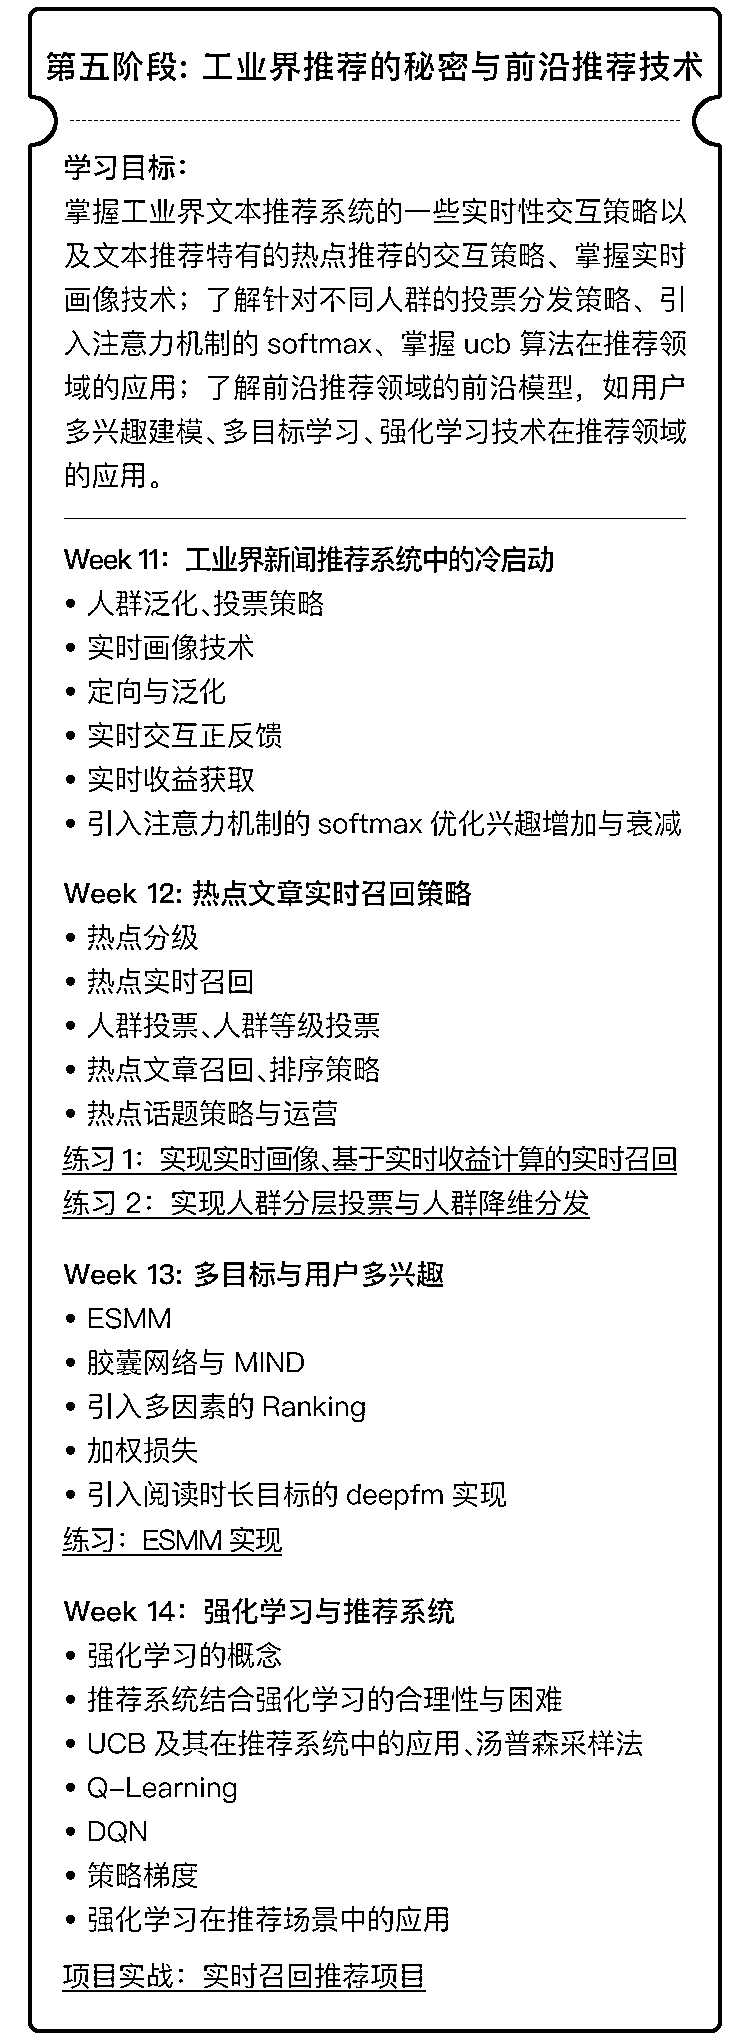 第五阶段: 工业界推荐的秘密与前沿推荐技术
学习目标：
掌握工业界文本推荐系统的一些实时性交互策略以
及文本推荐特有的热点推荐的交互策略、掌握实时
画像技术；了解针对不同人群的投票分发策略、引
入注意力机制的 softmax、掌握 ucb 算法在推荐领
域的应用；了解前沿推荐领域的前沿模型，如用户
多兴趣建模、多目标学习、强化学习技术在推荐领域
的应用。
Week 11：工业界新闻推荐系统中的冷启动
• 人群泛化、投票策略
• 实时画像技术
• 定向与泛化
• 实时交互正反馈
• 实时收益获取
• 引入注意力机制的 softmax 优化兴趣增加与衰减
Week 12: 热点文章实时召回策略
• 热点分级
• 热点实时召回
• 人群投票、人群等级投票
• 热点文章召回、排序策略
• 热点话题策略与运营
练习 1：实现实时画像、基于实时收益计算的实时召回
练习 2：实现人群分层投票与人群降维分发
Week 13: 多目标与用户多兴趣
• ESMM
• 胶囊网络与 MIND
• 引入多因素的 Ranking
• 加权损失
• 引入阅读时长目标的 deepfm 实现
练习：ESMM 实现
Week 14：强化学习与推荐系统
• 强化学习的概念
• 推荐系统结合强化学习的合理性与困难
• UCB 及其在推荐系统中的应用、汤普森采样法
• Q-Learning
• DQN
• 策略梯度
• 强化学习在推荐场景中的应用
项目实战：实时召回推荐项目